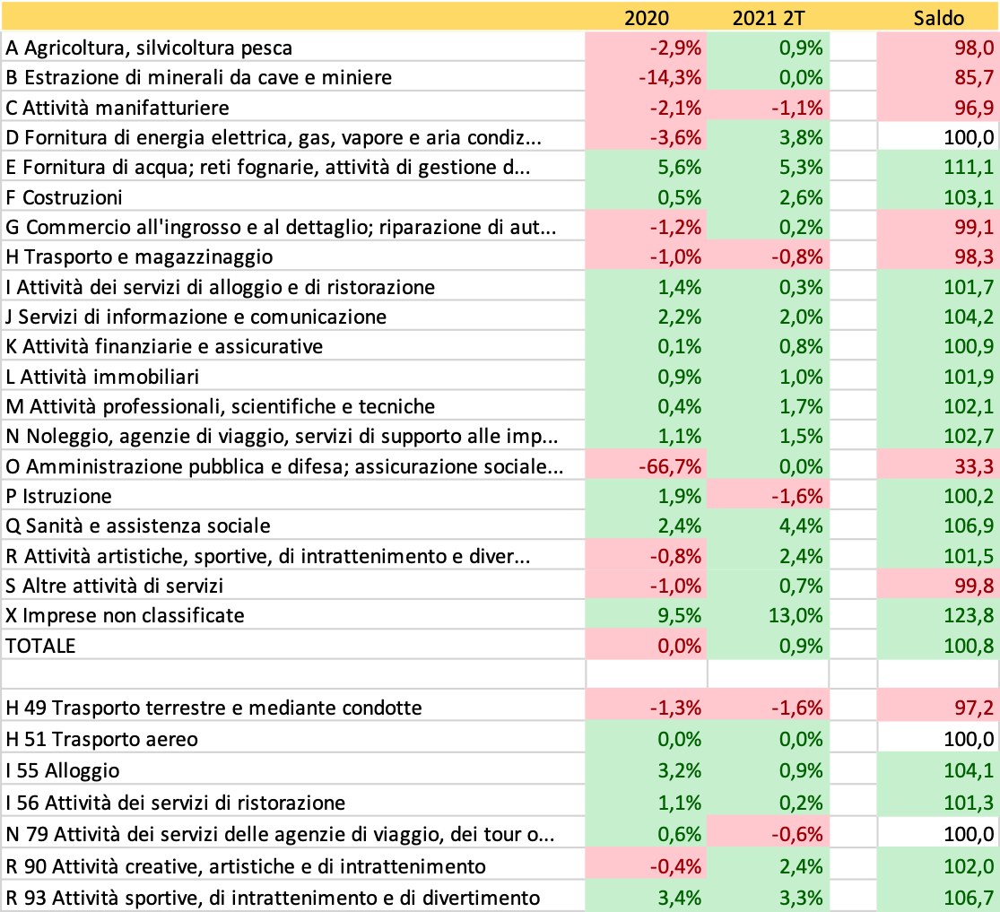 2020 2021 2T Saldo
A Agricoltura, silvicoltura pesca -2,9% 0,9% 98,0
B Estrazione di minerali da cave e miniere -14,3% 0,0% 85,7
C Attività manifatturiere -2,1% -1,1% 96,9
D Fornitura di energia elettrica, gas, vapore e aria condiz... -3,6% 3,8% 100,0
E Fornitura di acqua; reti fognarie, attività di gestione d... 5,6% 5,3% 111,1
F Costruzioni 0,5% 2,6% 103,1
G Commercio all'ingrosso e al dettaglio; riparazione di aut... -1,2% 0,2% 99,1
H Trasporto e magazzinaggio -1,0% -0,8% 98,3
I Attività dei servizi di alloggio e di ristorazione 1,4% 0,3% 101,7
J Servizi di informazione e comunicazione 2,2% 2,0% 104,2
K Attività finanziarie e assicurative 0,1% 0,8% 100,9
L Attività immobiliari 0,9% 1,0% 101,9
M Attività professionali, scientifiche e tecniche 0,4% 1,7% 102,1
N Noleggio, agenzie di viaggio, servizi di supporto alle imp... 1,1% 1,5% 102,7
O Amministrazione pubblica e difesa; assicurazione sociale... -66,7% 0,0% 33,3
P Istruzione 1,9% -1,6% 100,2
Q Sanità e assistenza sociale 2,4% 4,4% 106,9
R Attività artistiche, sportive, di intrattenimento e diver... -0,8% 2,4% 101,5
S Altre attività di servizi -1,0% 0,7% 99,8
X Imprese non classificate 9,5% 13,0% 123,8
TOTALE 0,0% 0,9% 100,8
H 49 Trasporto terrestre e mediante condotte -1,3% -1,6% 97,2
H 51 Trasporto aereo 0,0% 0,0% 100,0
I 55 Alloggio 3,2% 0,9% 104,1
I 56 Attività dei servizi di ristorazione 1,1% 0,2% 101,3
N 79 Attività dei servizi delle agenzie di viaggio, dei tour o... 0,6% -0,6% 100,0
R 90 Attività creative, artistiche e di intrattenimento -0,4% 2,4% 102,0
R 93 Attività sportive, di intrattenimento e di divertimento 3,4% 3,3% 106,7